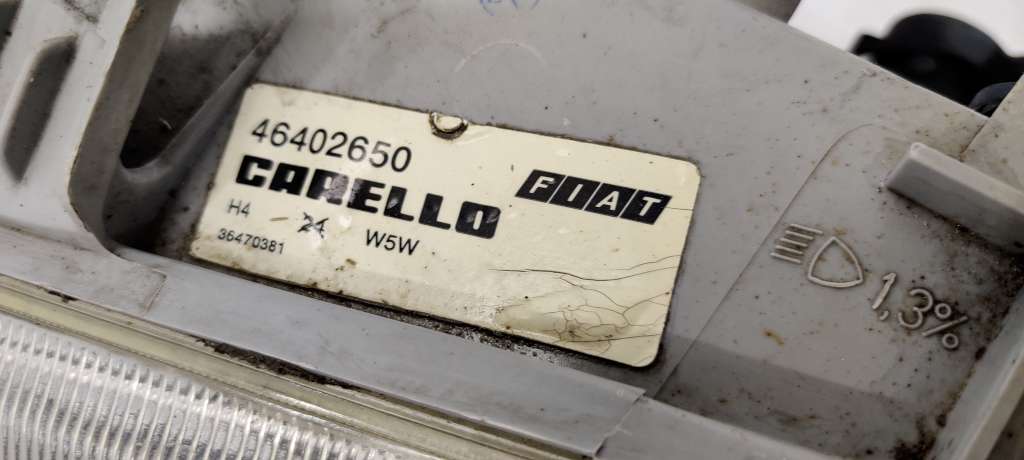 46402650
CARELLO FIAT
H4 24 W5W
36470381
1,3%